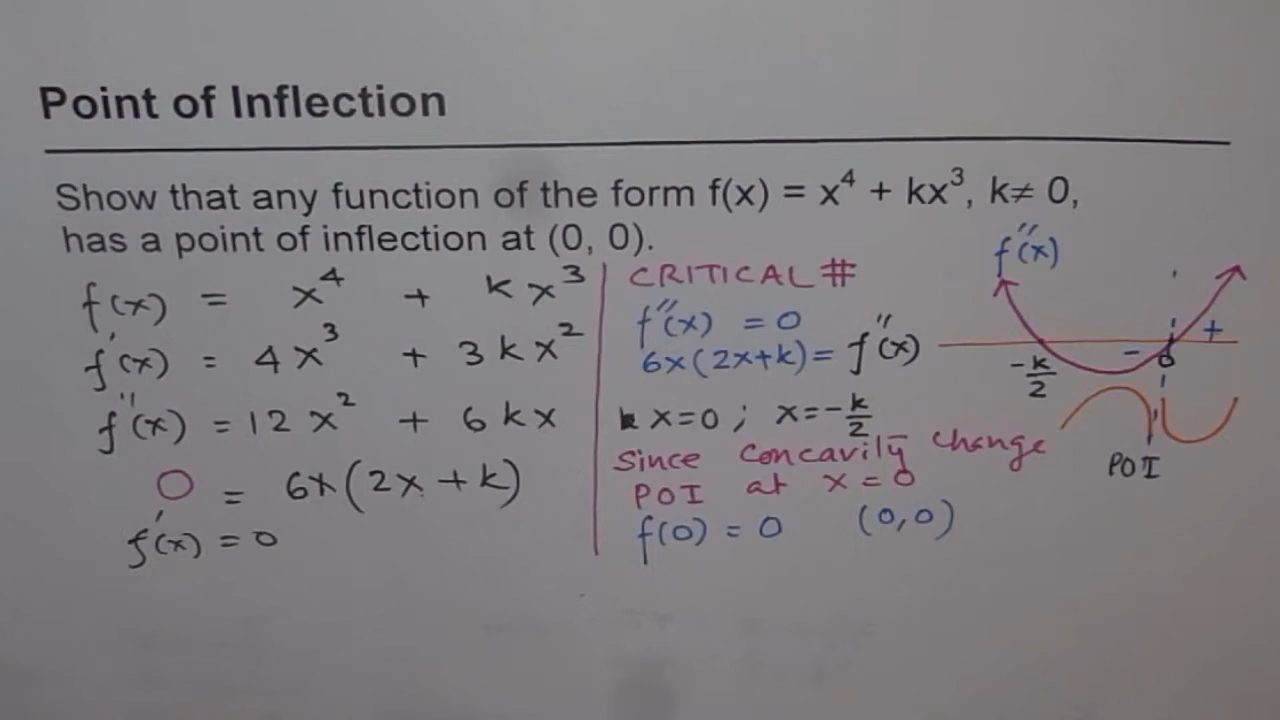 Point of Inflection
Show that any function of the form f(x) = x⁴ + kx³, k≠ 0,
has a point of inflection at (0, 0).
f(x) = x⁴ + kx³
f'(x) = 4x³ + 3kx²
f''(x) = 12x² + 6kx
0 = 6x(2x+k)
f'(x) = 0
CRITICAL #
f''(x) = 0
6x(2x+k) = f''(x)
x=0 ; x=-k/2
Since Concavily change
POI at x = 0
f(0) = 0 (0,0)
f''(x)
+
-k/2 - 0
POI